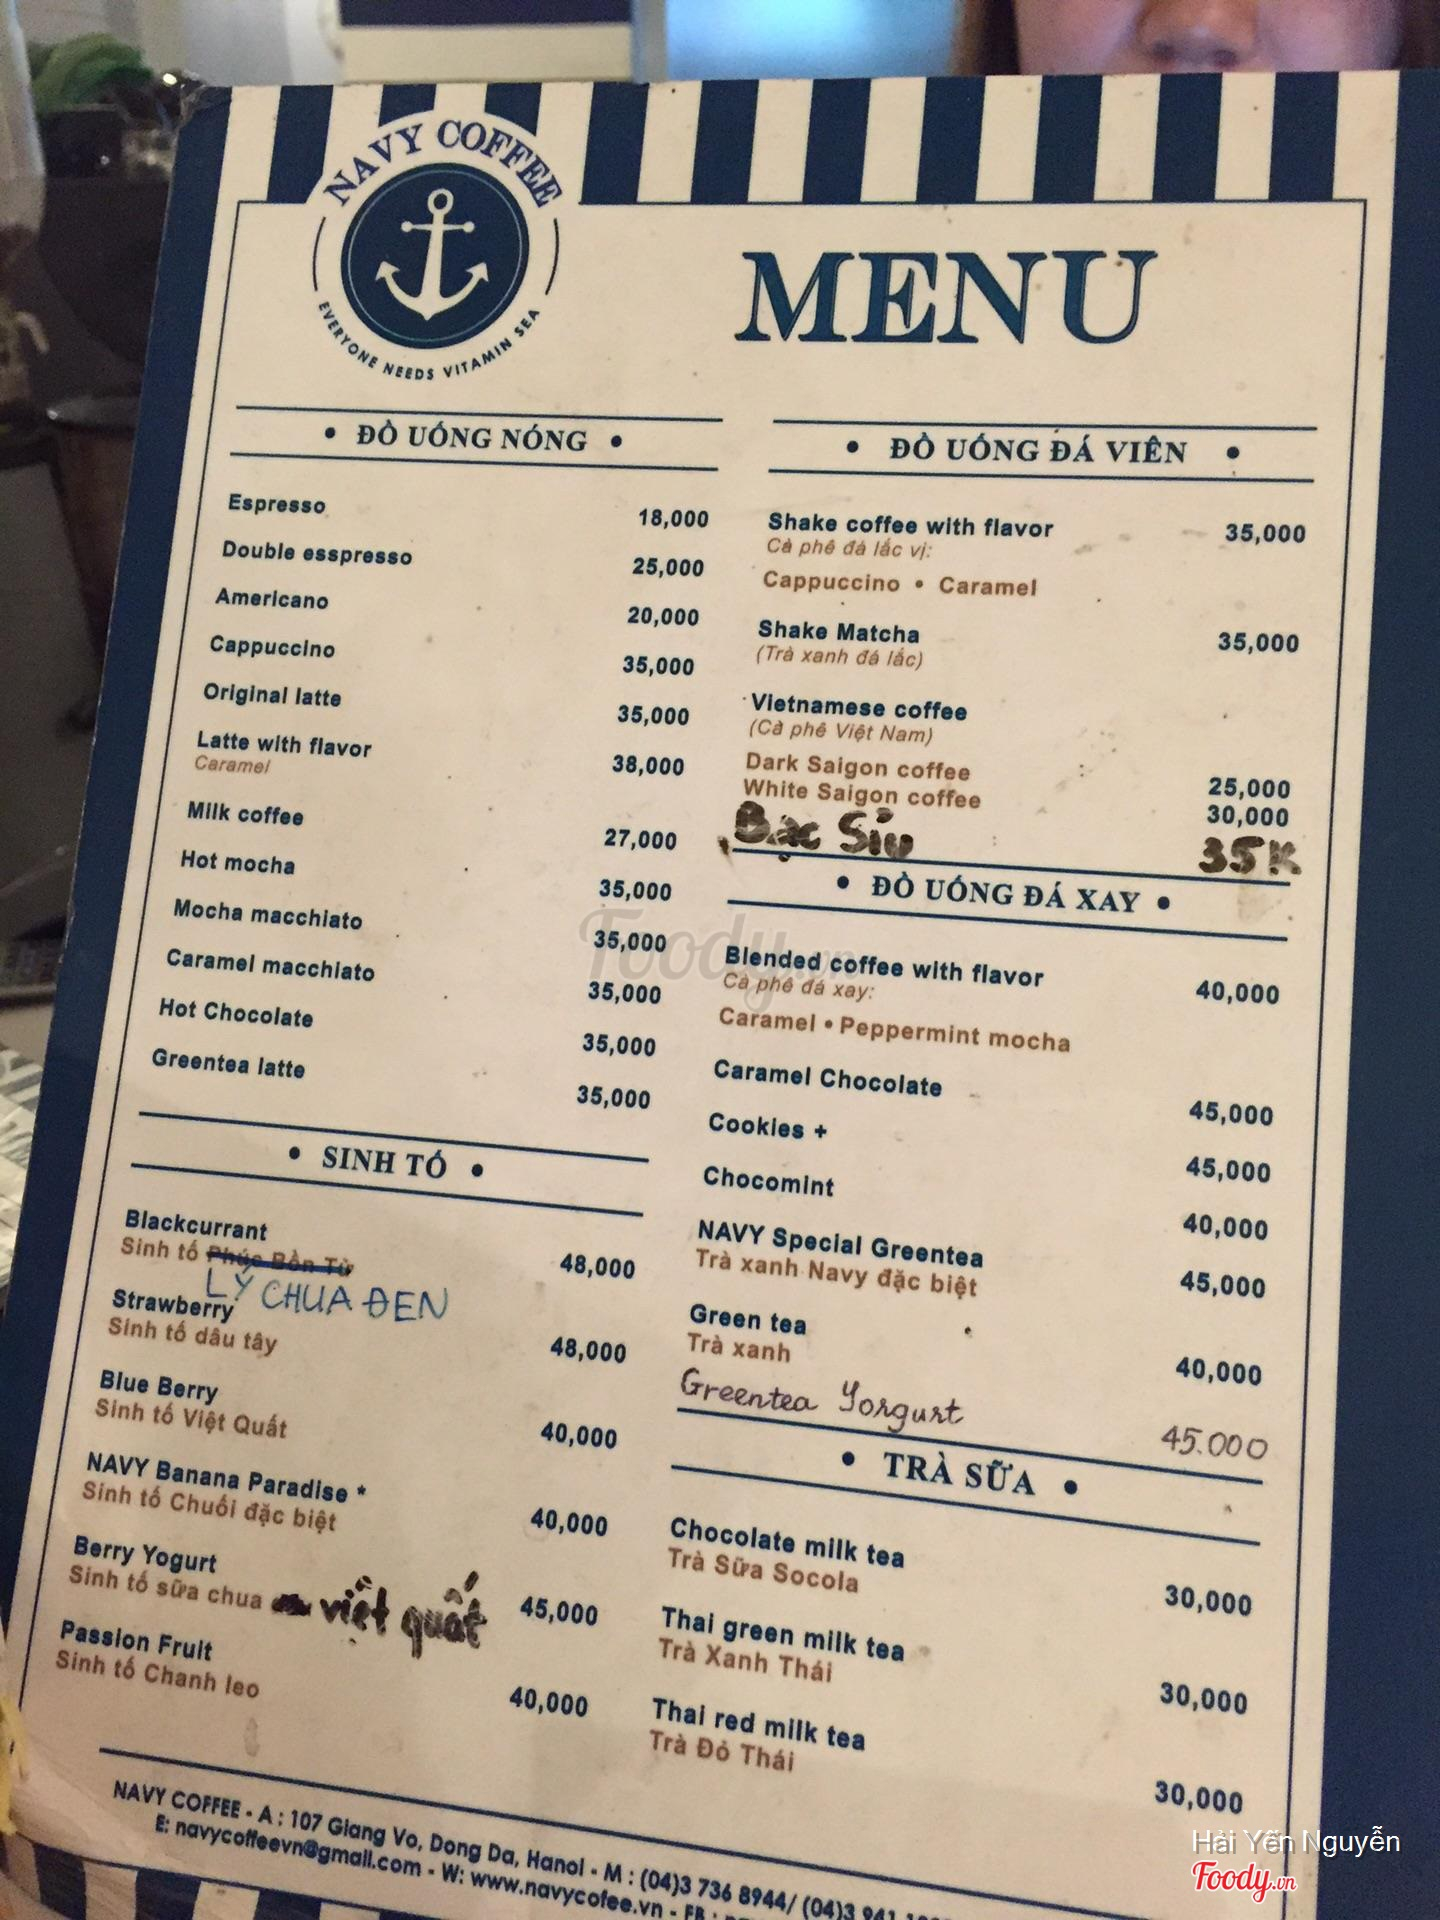 NAVY COFFEE
EVERYONE NEEDS VITAMIN SEA
MENU
• ĐỒ UỐNG NÓNG •
Espresso 18,000
Double esspresso 25,000
Americano 20,000
Cappuccino 35,000
Original latte 35,000
Latte with flavor 38,000
Caramel
Milk coffee 27,000
Hot mocha 35,000
Mocha macchiato 35,000
Caramel macchiato 35,000
Hot Chocolate 35,000
Greentea latte 35,000
• SINH TỐ •
Blackcurrant 48,000
Sinh tố Phúc Bồn Tử
LÝ CHUA ĐEN
Strawberry 48,000
Sinh tố dâu tây
Blue Berry 40,000
Sinh tố Việt Quất
NAVY Banana Paradise * 40,000
Sinh tố Chuối đặc biệt
Berry Yogurt 45,000
Sinh tố sữa chua việt quất
Passion Fruit 40,000
Sinh tố Chanh leo
• ĐỒ UỐNG ĐÁ VIÊN •
Shake coffee with flavor 35,000
Cà phê đá lắc vị:
Cappuccino • Caramel
Shake Matcha 35,000
(Trà xanh đá lắc)
Vietnamese coffee
(Cà phê Việt Nam)
Dark Saigon coffee 25,000
White Saigon coffee 30,000
Bạc Sỉu 35K
• ĐỒ UỐNG ĐÁ XAY •
Blended coffee with flavor 40,000
Cà phê đá xay:
Caramel • Peppermint mocha
Caramel Chocolate 45,000
Cookies + 45,000
Chocomint 40,000
NAVY Special Greentea 45,000
Trà xanh Navy đặc biệt
Green tea 40,000
Trà xanh
Greentea Yorgurt 45.000
• TRÀ SỮA •
Chocolate milk tea 30,000
Trà Sữa Socola
Thai green milk tea 30,000
Trà Xanh Thái
Thai red milk tea 30,000
Trà Đỏ Thái
NAVY COFFEE - A : 107 Giang Vo, Dong Da, Hanoi - M : (04)3 736 8944/ (04)3 941
E: navycoffeevn@gmail.com - W: www.navycofee.vn - FB :
Foody.vn
Hải Yến Nguyễn
Foody.vn